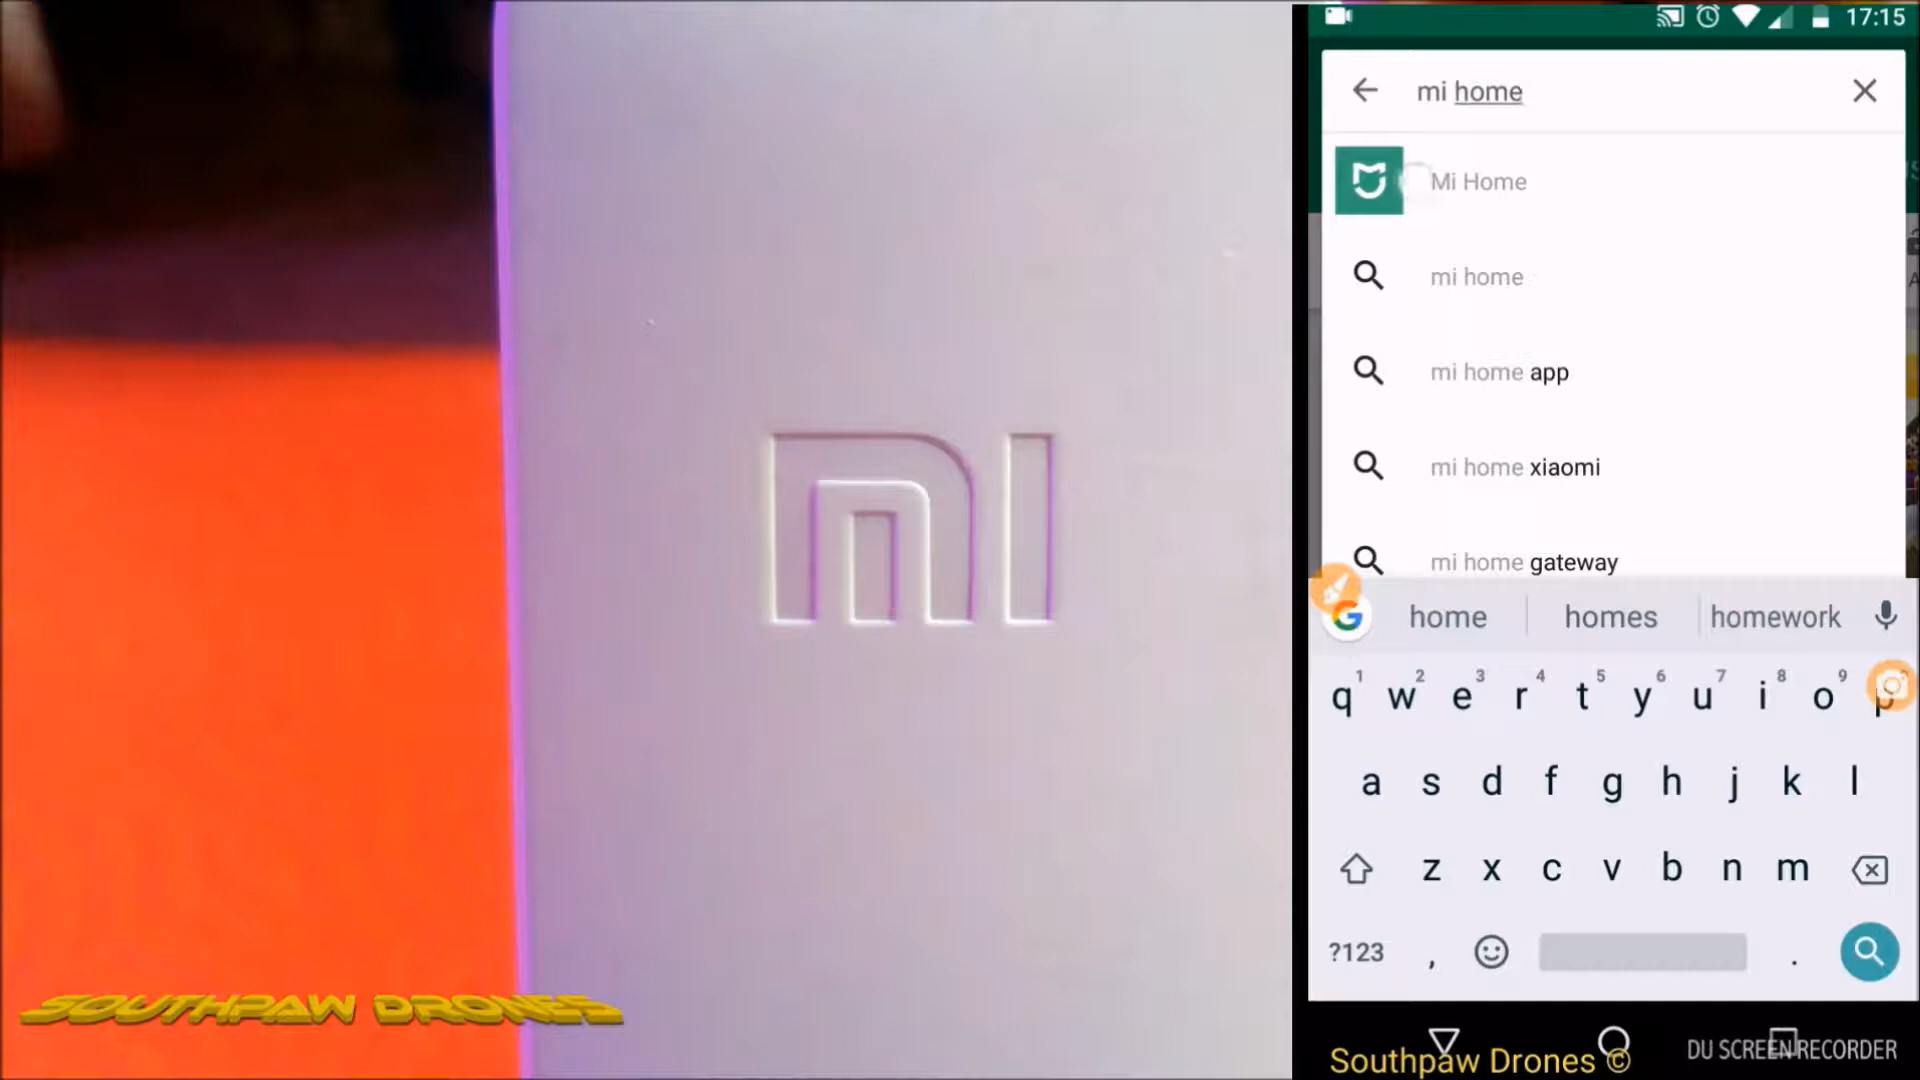 17:15
mi home
Mi Home
mi home
mi home app
mi home xiaomi
mi home gateway
home homes homework
1 2 3 4 5 6 7 8 9
q w e r t y u i o p
a s d f g h j k l
z x c v b n m
?123 , .
MI
SOUTHPAW DRONES
Southpaw Drones ©
DU SCREEN RECORDER